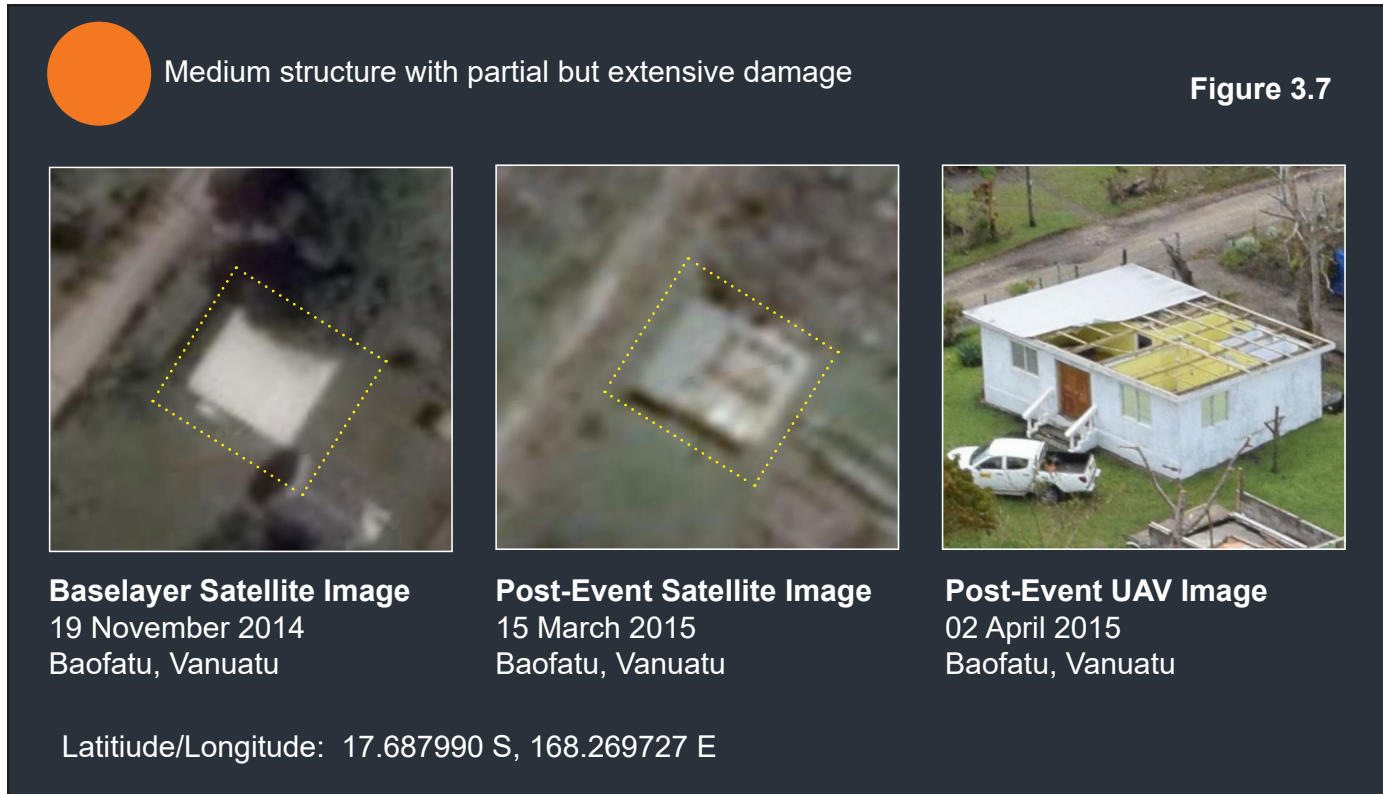 Medium structure with partial but extensive damage
Figure 3.7
Baselayer Satellite Image
19 November 2014
Baofatu, Vanuatu
Post-Event Satellite Image
15 March 2015
Baofatu, Vanuatu
Post-Event UAV Image
02 April 2015
Baofatu, Vanuatu
Latitiude/Longitude: 17.687990 S, 168.269727 E